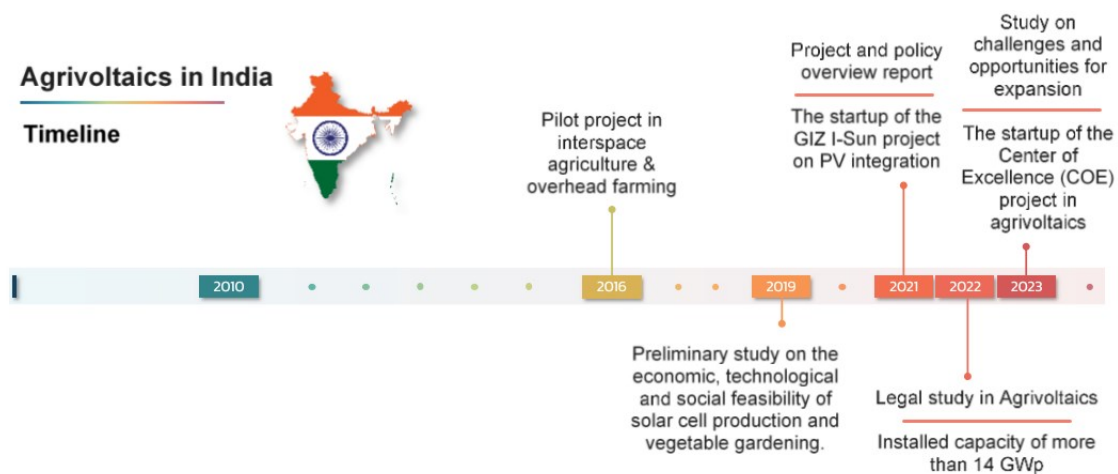 Agrivoltaics in India
Timeline
Pilot project in
interspace
agriculture &
overhead farming
Project and policy
overview report
The startup of the
GIZ I-Sun project
on PV integration
Study on
challenges and
opportunities for
expansion
The startup of the
Center of
Excellence (COE)
project in
agrivoltaics
2010
2016
2019
2021
2022
2023
Preliminary study on the
economic, technological
and social feasibility of
solar cell production and
vegetable gardening.
Legal study in Agrivoltaics
Installed capacity of more
than 14 GWp